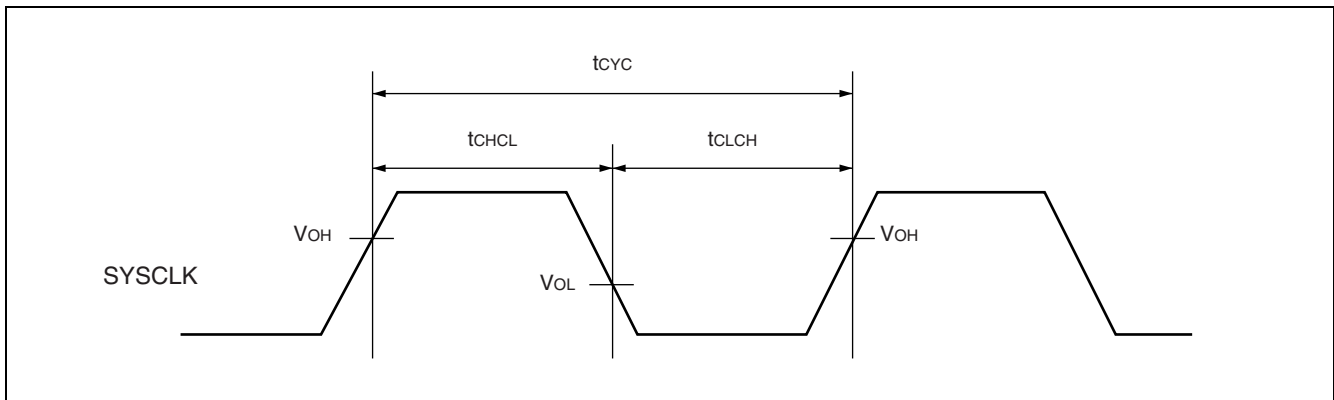 tCYC
tCHCL tCLCH
VOH VOH
SYSCLK
VOL